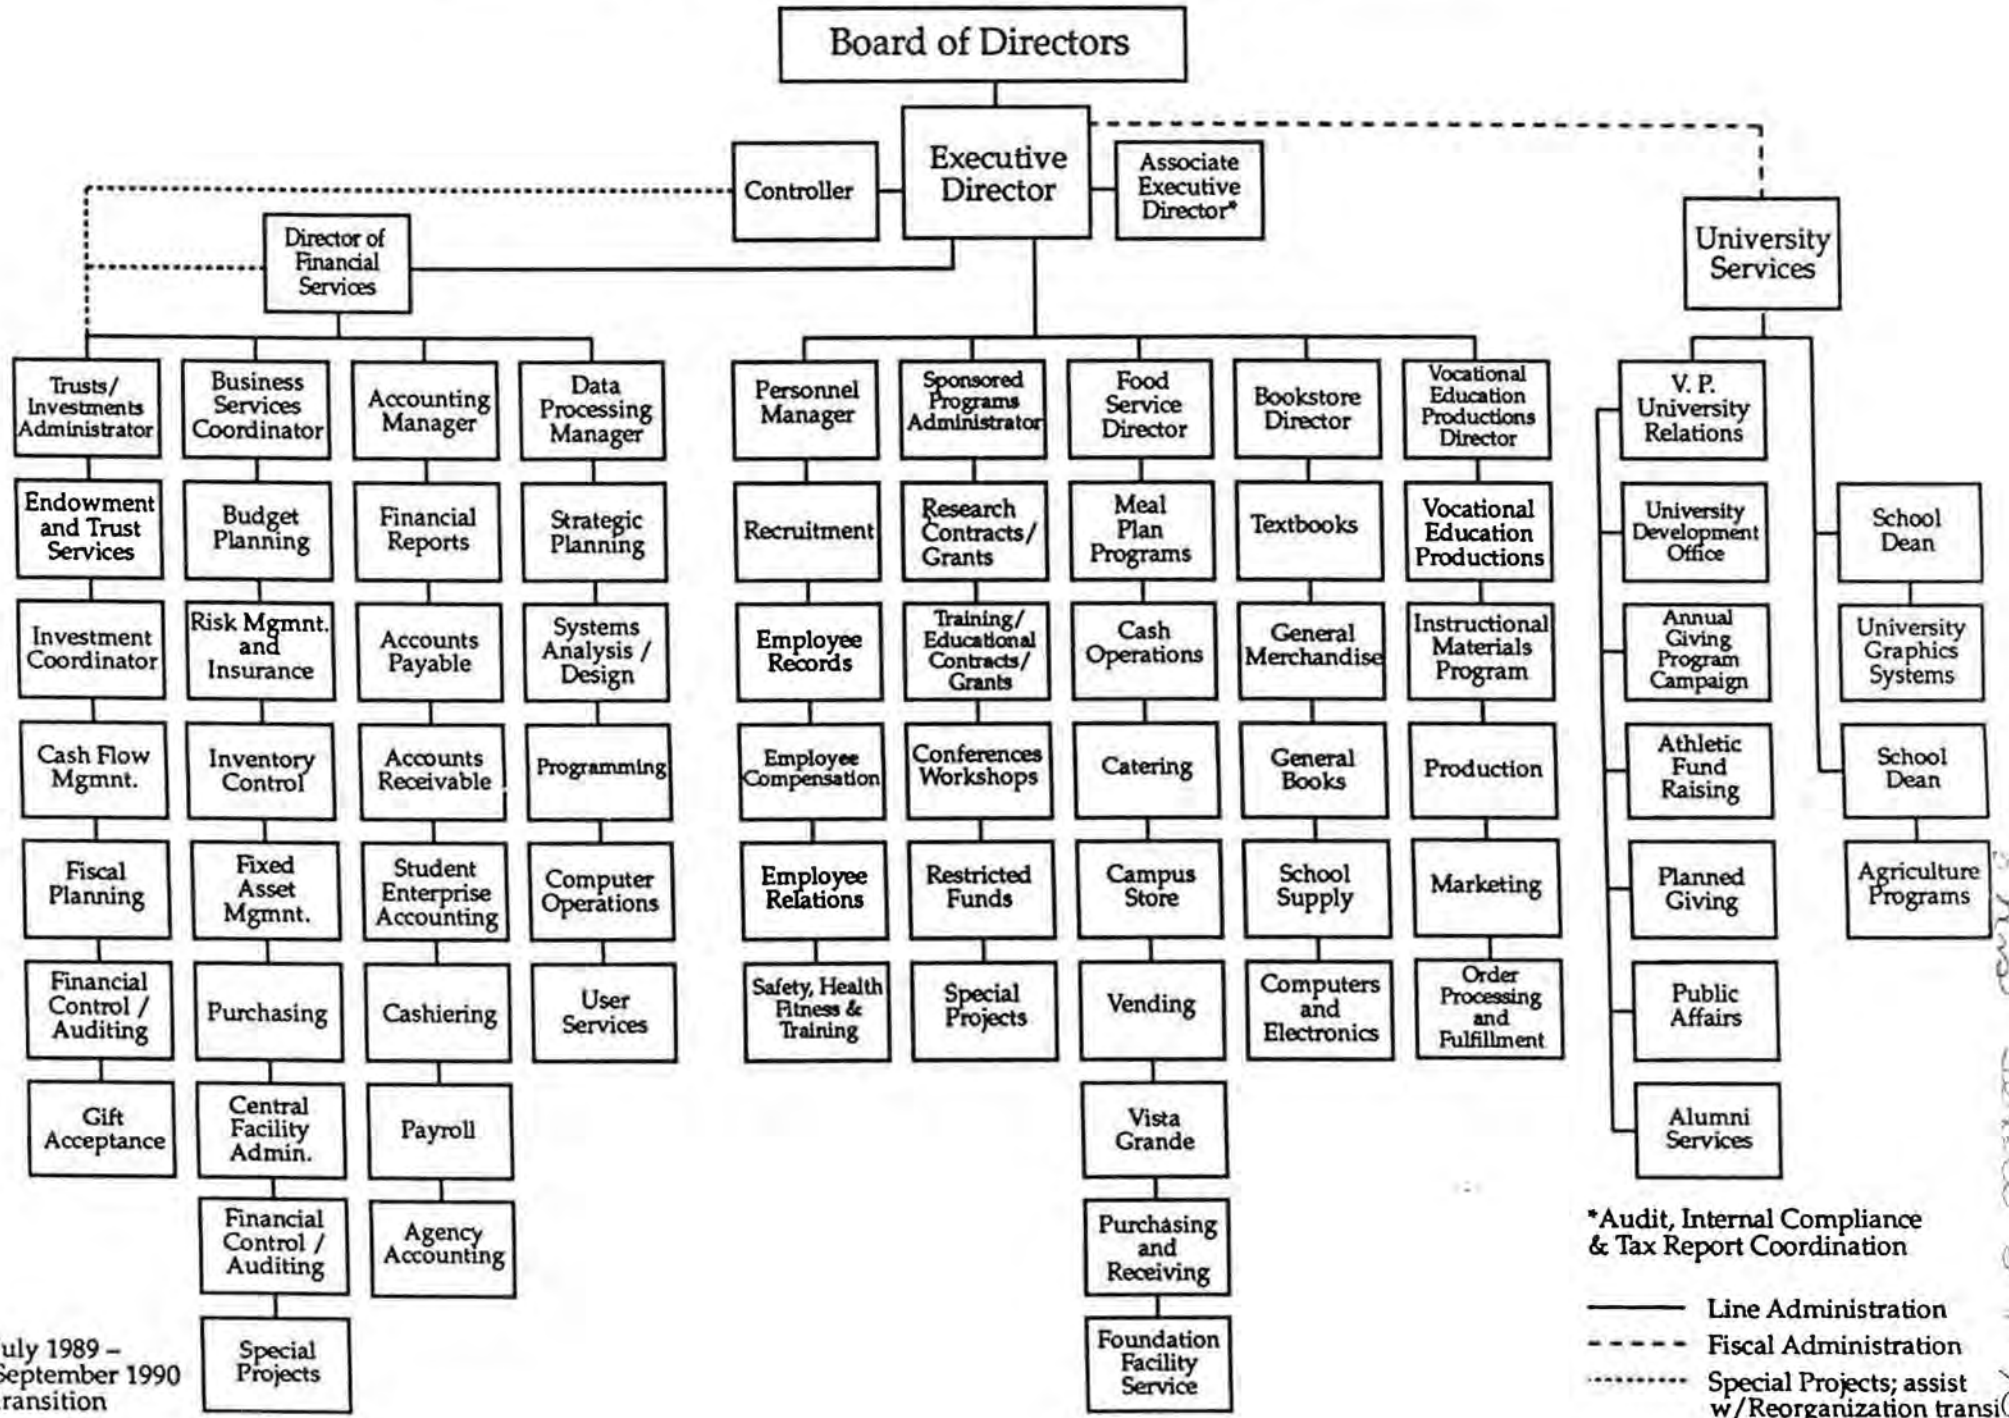 Board of Directors
Executive
Director
Controller
Associate
Executive
Director*
Director of
Financial
Services
University
Services
Trusts/
Investments
Administrator
Endowment
and Trust
Services
Investment
Coordinator
Cash Flow
Mgmnt.
Fiscal
Planning
Financial
Control /
Auditing
Gift
Acceptance
Business
Services
Coordinator
Budget
Planning
Risk Mgmnt.
and
Insurance
Inventory
Control
Fixed
Asset
Mgmnt.
Purchasing
Central
Facility
Admin.
Financial
Control /
Auditing
Special
Projects
Accounting
Manager
Financial
Reports
Accounts
Payable
Accounts
Receivable
Student
Enterprise
Accounting
Cashiering
Payroll
Agency
Accounting
Data
Processing
Manager
Strategic
Planning
Systems
Analysis /
Design
Programming
Computer
Operations
User
Services
Personnel
Manager
Recruitment
Employee
Records
Employee
Compensation
Employee
Relations
Safety, Health
Fitness &
Training
Sponsored
Programs
Administrator
Research
Contracts/
Grants
Training/
Educational
Contracts/
Grants
Conferences
Workshops
Restricted
Funds
Special
Projects
Food
Service
Director
Meal
Plan
Programs
Cash
Operations
Catering
Campus
Store
Vending
Vista
Grande
Purchasing
and
Receiving
Foundation
Facility
Service
Bookstore
Director
Textbooks
General
Merchandise
General
Books
School
Supply
Computers
and
Electronics
Vocational
Education
Productions
Director
Vocational
Education
Productions
Instructional
Materials
Program
Production
Marketing
Order
Processing
and
Fulfillment
V. P.
University
Relations
University
Development
Office
Annual
Giving
Program
Campaign
Athletic
Fund
Raising
Planned
Giving
Public
Affairs
Alumni
Services
School
Dean
University
Graphics
Systems
School
Dean
Agriculture
Programs
*Audit, Internal Compliance
& Tax Report Coordination
Line Administration
Fiscal Administration
Special Projects; assist
w/Reorganization transi
uly 1989 –
September 1990
ransition